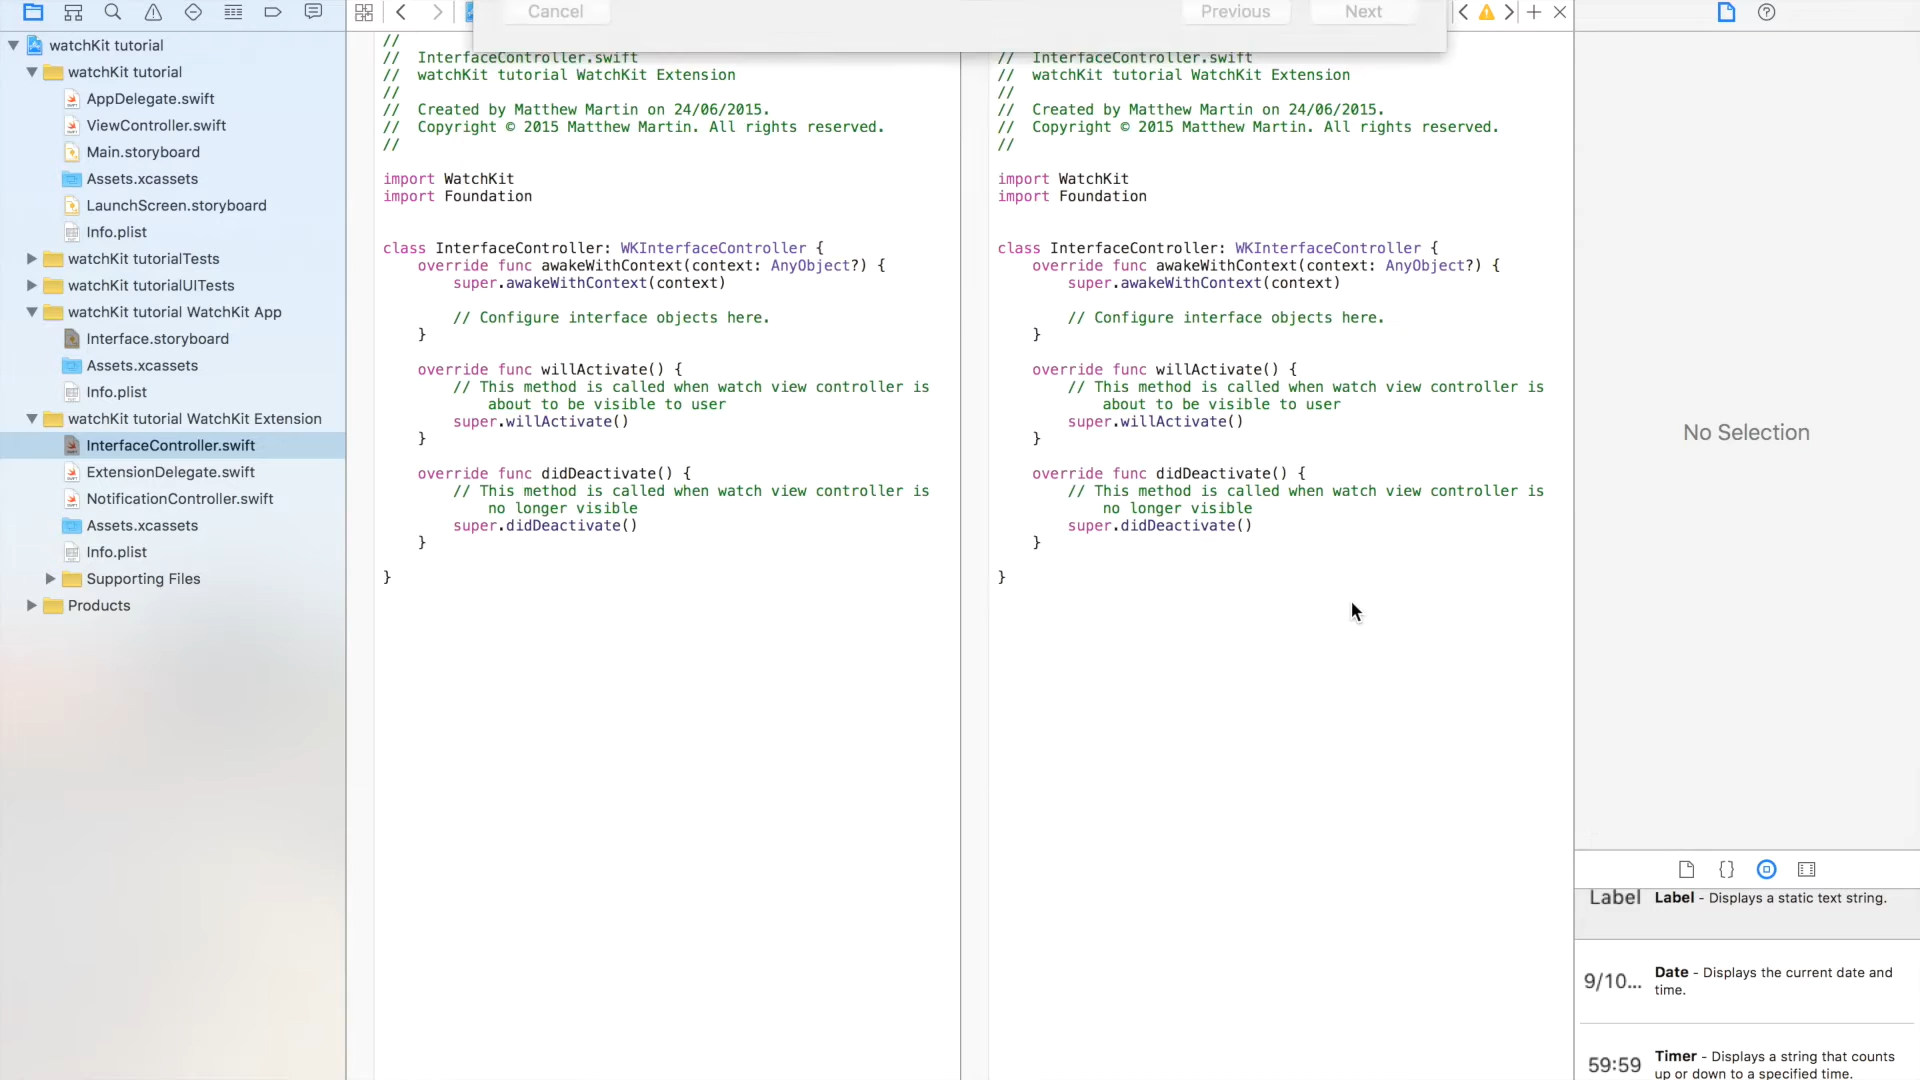 Cancel
Previous
Next
watchKit tutorial
watchKit tutorial
AppDelegate.swift
ViewController.swift
Main.storyboard
Assets.xcassets
LaunchScreen.storyboard
Info.plist
watchKit tutorialTests
watchKit tutorialUITests
watchKit tutorial WatchKit App
Interface.storyboard
Assets.xcassets
Info.plist
watchKit tutorial WatchKit Extension
InterfaceController.swift
ExtensionDelegate.swift
NotificationController.swift
Assets.xcassets
Info.plist
Supporting Files
Products
//
//  InterfaceController.swift
//  watchKit tutorial WatchKit Extension
//
//  Created by Matthew Martin on 24/06/2015.
//  Copyright © 2015 Matthew Martin. All rights reserved.
//
import WatchKit
import Foundation
class InterfaceController: WKInterfaceController {
override func awakeWithContext(context: AnyObject?) {
super.awakeWithContext(context)
// Configure interface objects here.
}
override func willActivate() {
// This method is called when watch view controller is
about to be visible to user
super.willActivate()
}
override func didDeactivate() {
// This method is called when watch view controller is
no longer visible
super.didDeactivate()
}
}
//  InterfaceController.swift
//  watchKit tutorial WatchKit Extension
//
//  Created by Matthew Martin on 24/06/2015.
//  Copyright © 2015 Matthew Martin. All rights reserved.
//
import WatchKit
import Foundation
class InterfaceController: WKInterfaceController {
override func awakeWithContext(context: AnyObject?) {
super.awakeWithContext(context)
// Configure interface objects here.
}
override func willActivate() {
// This method is called when watch view controller is
about to be visible to user
super.willActivate()
}
override func didDeactivate() {
// This method is called when watch view controller is
no longer visible
super.didDeactivate()
}
}
No Selection
{}
Label
Label - Displays a static text string.
9/10...
Date - Displays the current date and
time.
59:59
Timer - Displays a string that counts
up or down to a specified time.